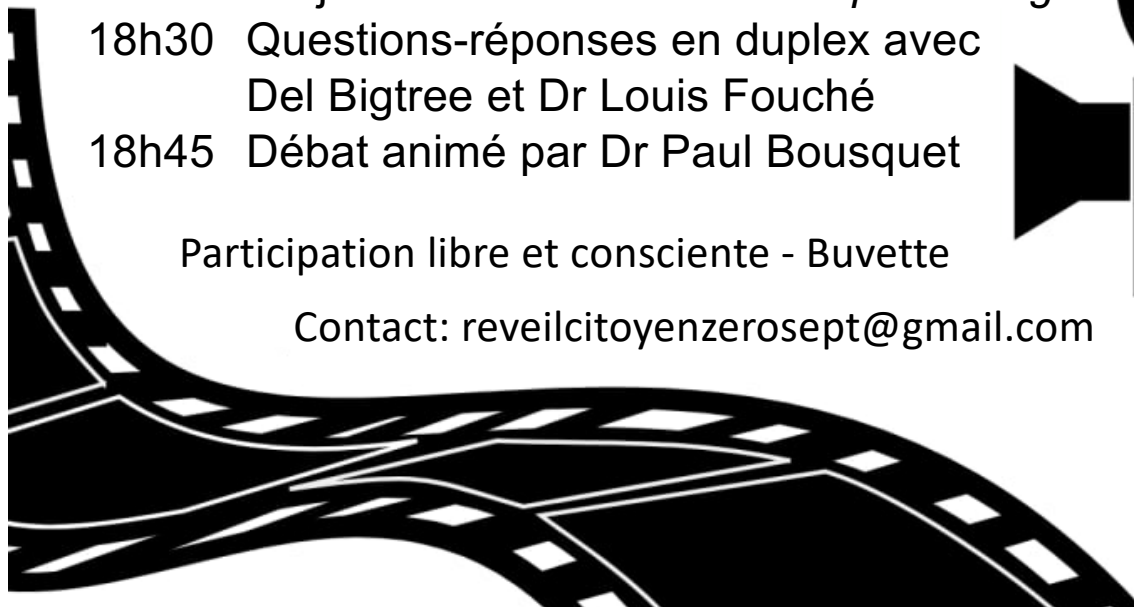 18h30 Questions-réponses en duplex avec
Del Bigtree et Dr Louis Fouché
18h45 Débat animé par Dr Paul Bousquet
Participation libre et consciente - Buvette
Contact: reveilcitoyenzerosept@gmail.com